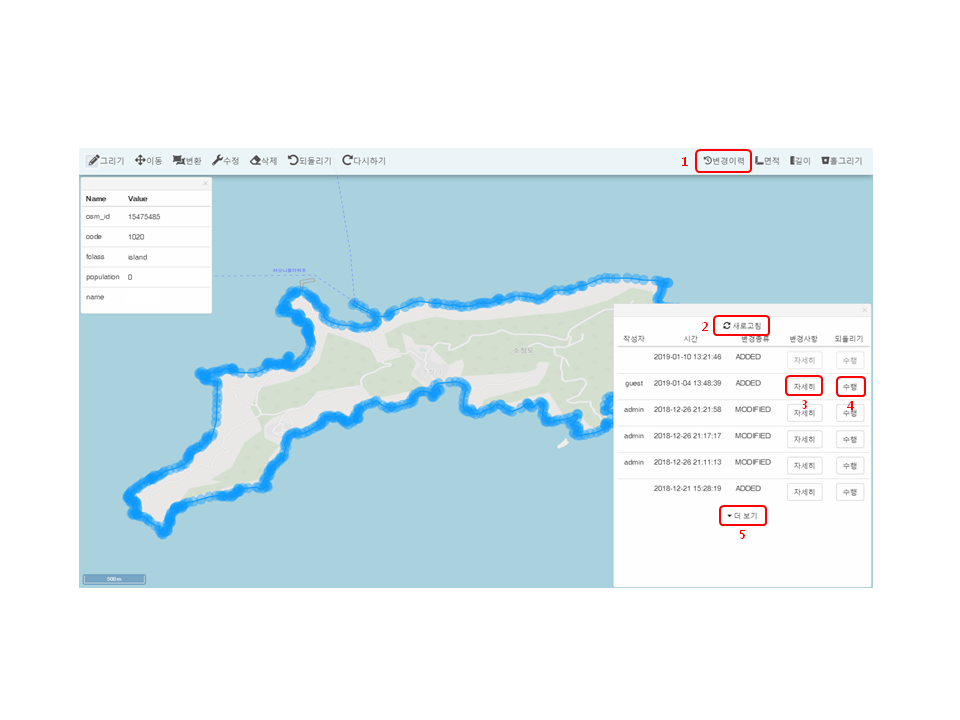 그리기 이동 변환 수정 삭제 되돌리기 다시하기 1 변경이력 면적 길이 홀그리기
×
Name Value
osm_id 15475485
code 1020
fclass island
population 0
name
소청도
×
2 새로고침
작성자 시간 변경종류 변경사항 되돌리기
2019-01-10 13:21:46 ADDED 자세히 수행
guest 2019-01-04 13:48:39 ADDED 자세히 수행
3 4
admin 2018-12-26 21:21:58 MODIFIED 자세히 수행
admin 2018-12-26 21:17:17 MODIFIED 자세히 수행
admin 2018-12-26 21:11:13 MODIFIED 자세히 수행
2018-12-21 15:28:19 ADDED 자세히 수행
더 보기
5
300 m